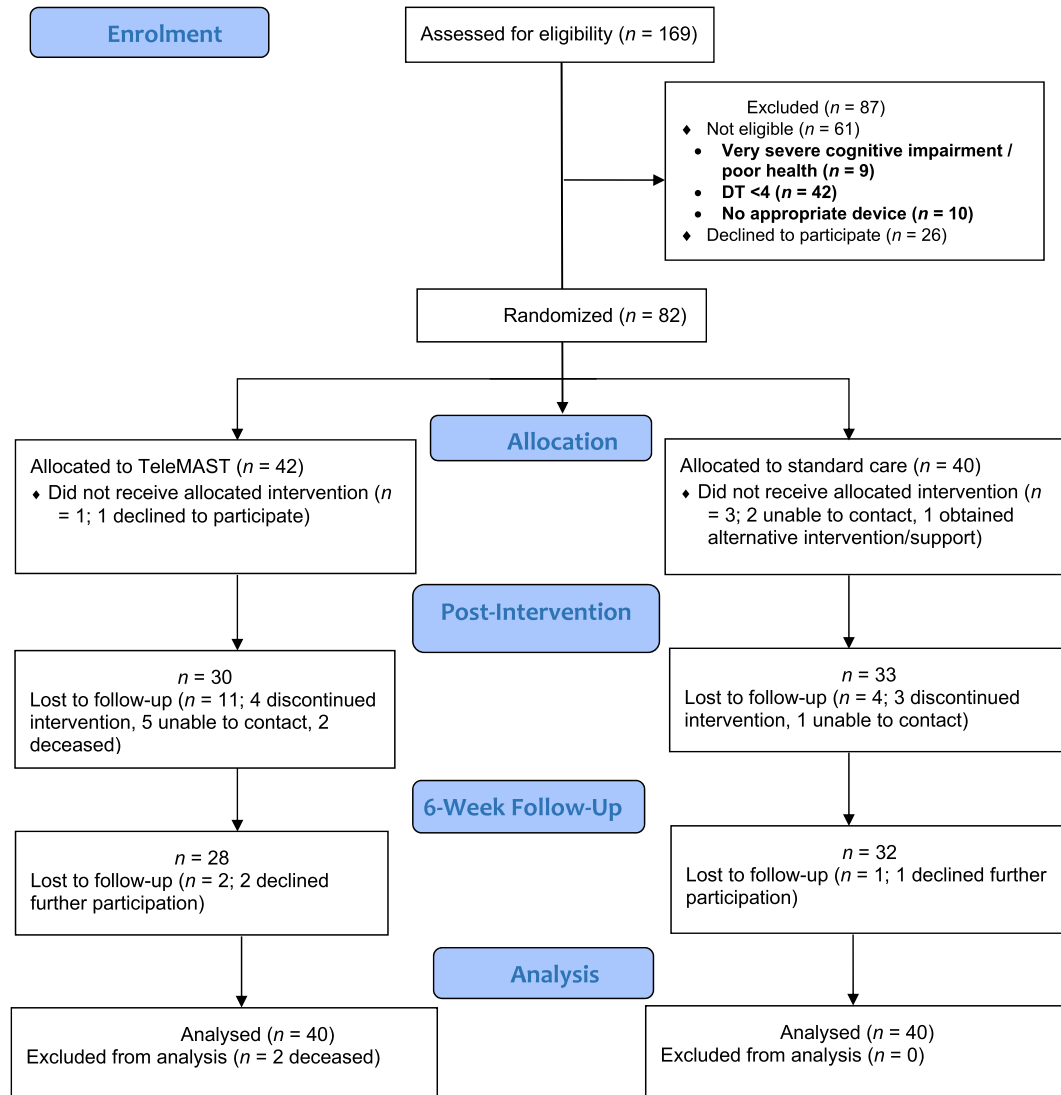 Enrolment
Assessed for eligibility (n = 169)
Excluded (n = 87)
♦ Not eligible (n = 61)
• Very severe cognitive impairment /
poor health (n = 9)
• DT <4 (n = 42)
• No appropriate device (n = 10)
♦ Declined to participate (n = 26)
Randomized (n = 82)
Allocation
Allocated to TeleMAST (n = 42)
♦ Did not receive allocated intervention (n
= 1; 1 declined to participate)
Allocated to standard care (n = 40)
♦ Did not receive allocated intervention (n
= 3; 2 unable to contact, 1 obtained
alternative intervention/support)
Post-Intervention
n = 30
Lost to follow-up (n = 11; 4 discontinued
intervention, 5 unable to contact, 2
deceased)
n = 33
Lost to follow-up (n = 4; 3 discontinued
intervention, 1 unable to contact)
6-Week Follow-Up
n = 28
Lost to follow-up (n = 2; 2 declined
further participation)
n = 32
Lost to follow-up (n = 1; 1 declined further
participation)
Analysis
Analysed (n = 40)
Excluded from analysis (n = 2 deceased)
Analysed (n = 40)
Excluded from analysis (n = 0)